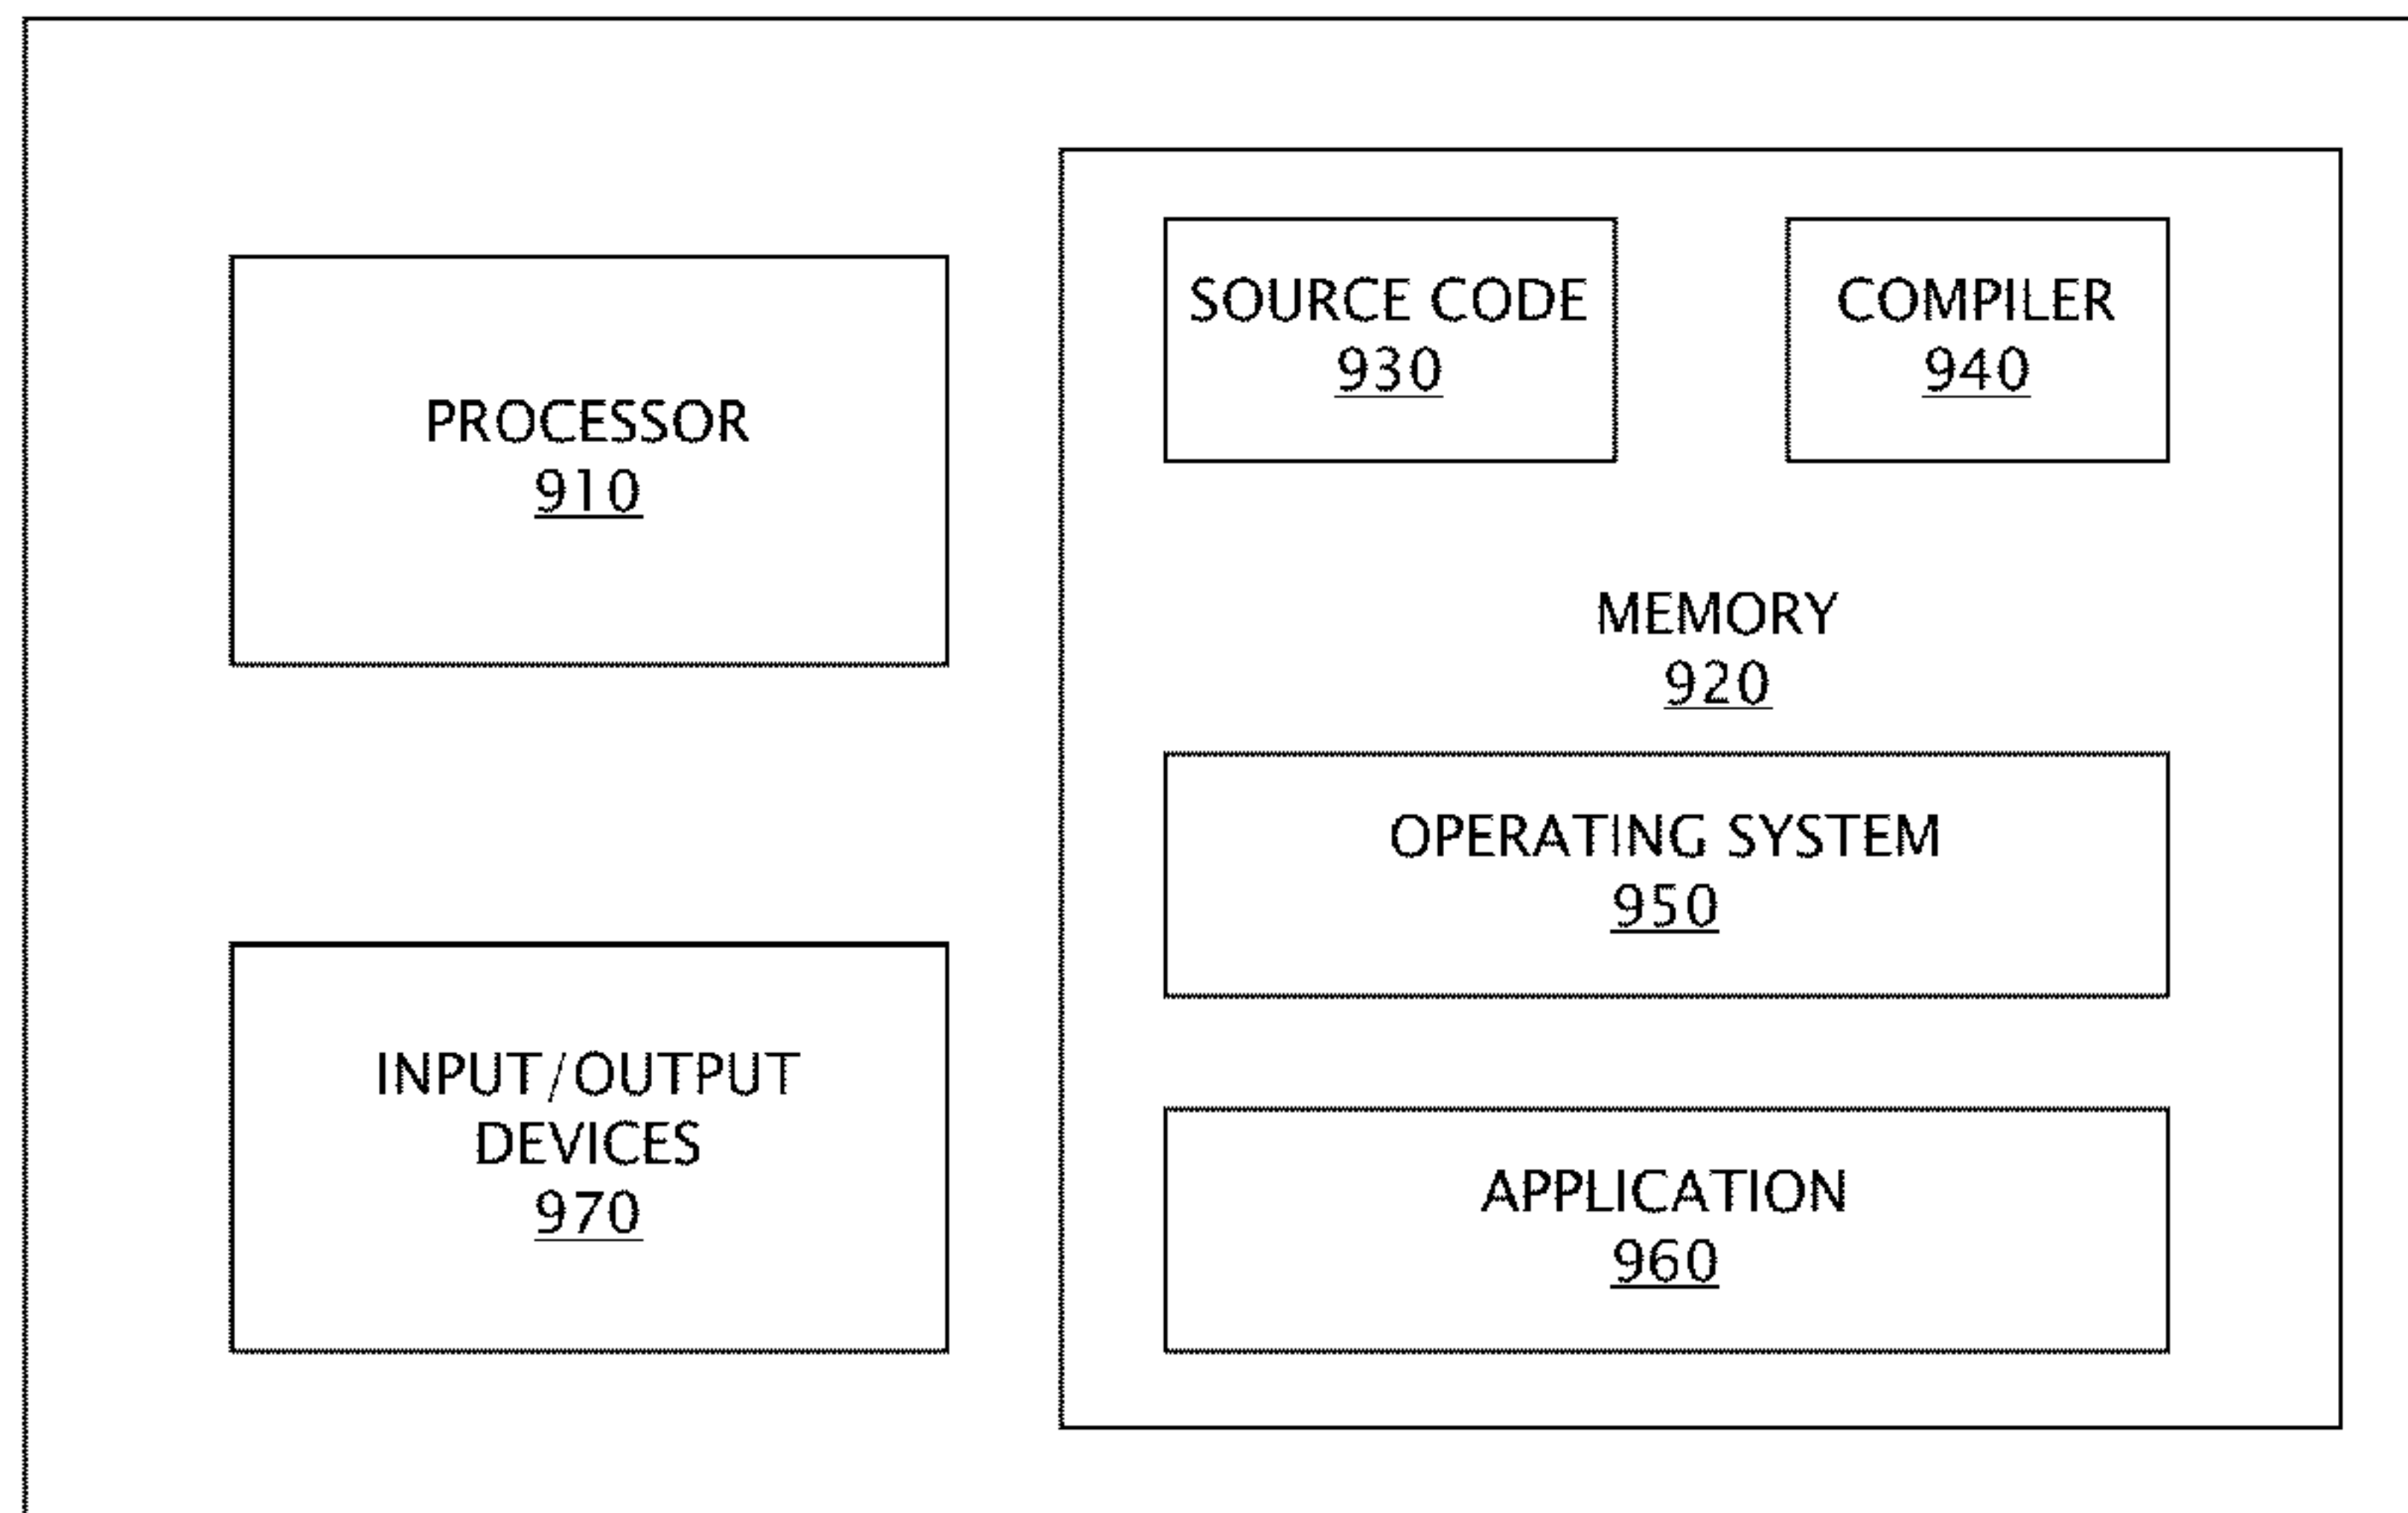 PROCESSOR
910
INPUT/OUTPUT
DEVICES
970
SOURCE CODE
930
COMPILER
940
MEMORY
920
OPERATING SYSTEM
950
APPLICATION
960